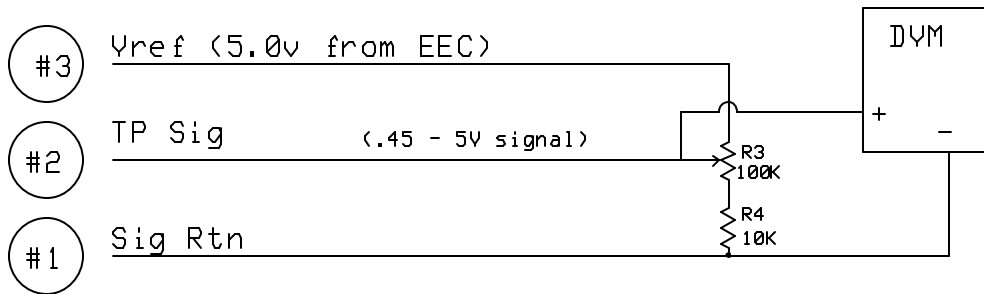 #3
Vref (5.0v from EEC)
DVM
+
−
#2
TP Sig
(.45 - 5V signal)
R3
100K
R4
10K
#1
Sig Rtn